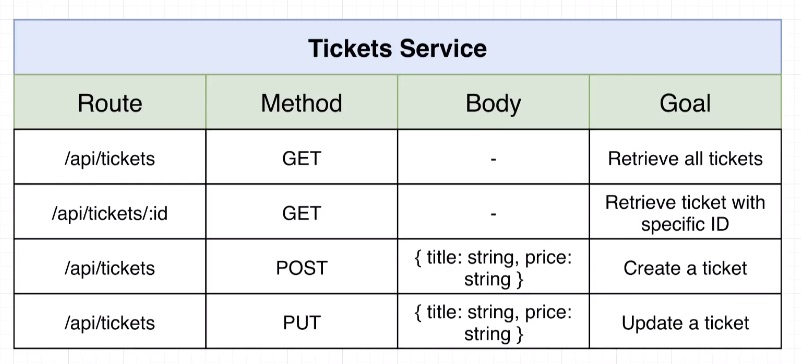 Tickets Service
Route Method Body Goal
/api/tickets GET - Retrieve all tickets
/api/tickets/:id GET - Retrieve ticket with
specific ID
/api/tickets POST { title: string, price:
string } Create a ticket
/api/tickets PUT { title: string, price:
string } Update a ticket